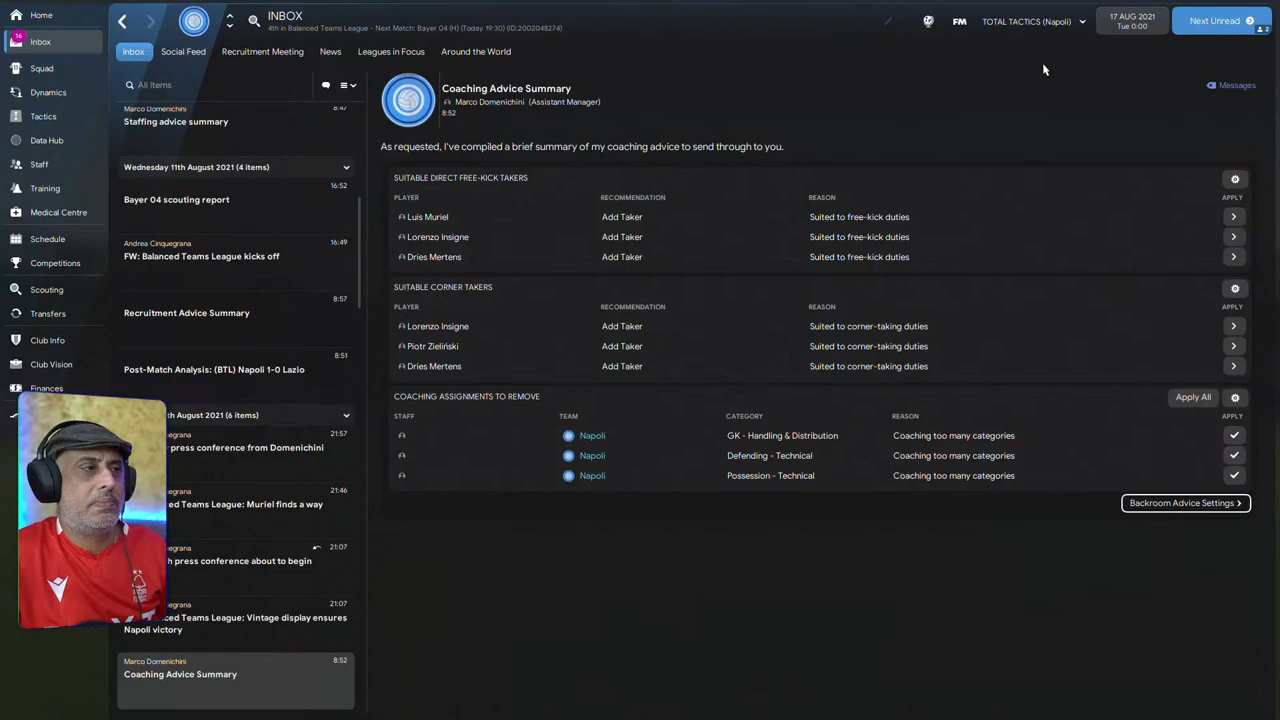 Home
16
Inbox
Squad
Dynamics
Tactics
Data Hub
Staff
Training
Medical Centre
Schedule
Competitions
Scouting
Transfers
Club Info
Club Vision
Finances
INBOX
4th in Balanced Teams League - Next Match: Bayer 04 (H) (Today 19:30) (ID:2002048274)
FM
TOTAL TACTICS (Napoli)
17 AUG 2021
Tue 0:00
Next Unread
2
Inbox
Social Feed
Recruitment Meeting
News
Leagues in Focus
Around the World
All Items
Marco Domenichini
8:47
Staffing advice summary
Wednesday 11th August 2021 (4 items)
16:52
Bayer 04 scouting report
Andrea Cinquegrana
16:49
FW: Balanced Teams League kicks off
8:57
Recruitment Advice Summary
8:51
Post-Match Analysis: (BTL) Napoli 1-0 Lazio
th August 2021 (6 items)
egrana
21:57
press conference from Domenichini
egrana
21:46
ed Teams League: Muriel finds a way
egrana
21:07
h press conference about to begin
egrana
21:07
nced Teams League: Vintage display ensures
Napoli victory
Marco Domenichini
8:52
Coaching Advice Summary
Coaching Advice Summary
Marco Domenichini (Assistant Manager)
8:52
Messages
As requested, I've compiled a brief summary of my coaching advice to send through to you.
SUITABLE DIRECT FREE-KICK TAKERS
PLAYER RECOMMENDATION REASON APPLY
Luis Muriel Add Taker Suited to free-kick duties
Lorenzo Insigne Add Taker Suited to free-kick duties
Dries Mertens Add Taker Suited to free-kick duties
SUITABLE CORNER TAKERS
PLAYER RECOMMENDATION REASON APPLY
Lorenzo Insigne Add Taker Suited to corner-taking duties
Piotr Zieliński Add Taker Suited to corner-taking duties
Dries Mertens Add Taker Suited to corner-taking duties
COACHING ASSIGNMENTS TO REMOVE
Apply All
STAFF TEAM CATEGORY REASON APPLY
Napoli GK - Handling & Distribution Coaching too many categories
Napoli Defending - Technical Coaching too many categories
Napoli Possession - Technical Coaching too many categories
Backroom Advice Settings